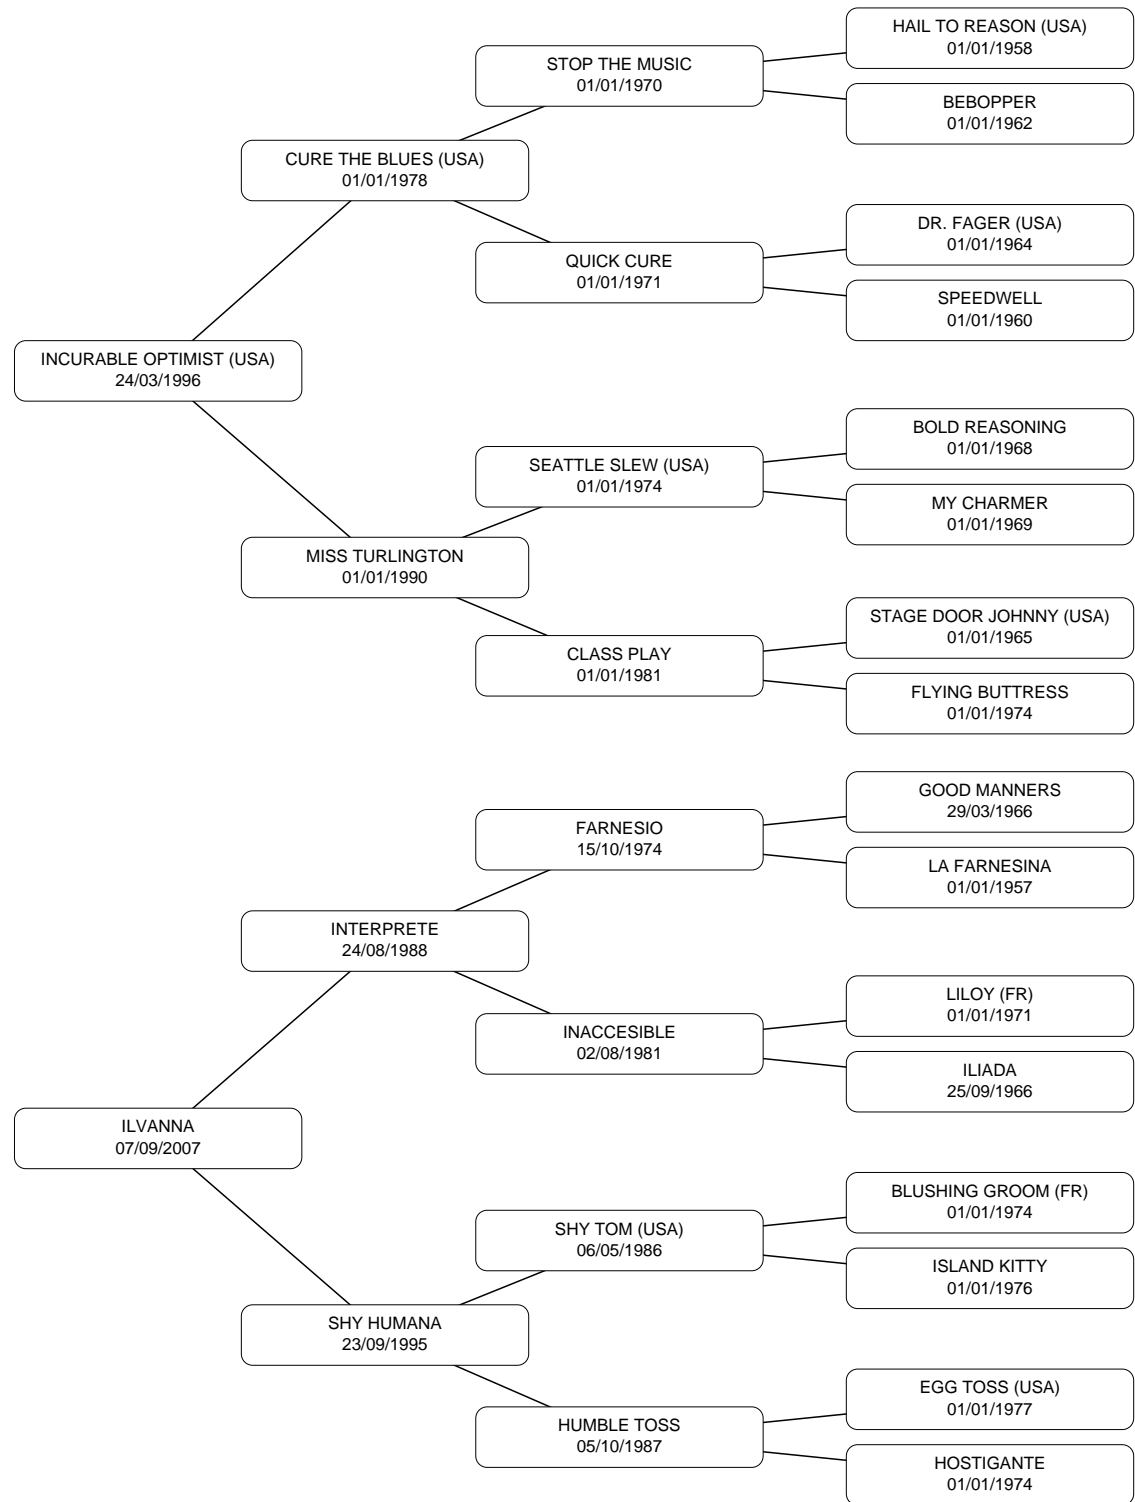 HAIL TO REASON (USA)
01/01/1958
STOP THE MUSIC
01/01/1970
BEBOPPER
01/01/1962
CURE THE BLUES (USA)
01/01/1978
DR. FAGER (USA)
01/01/1964
QUICK CURE
01/01/1971
SPEEDWELL
01/01/1960
INCURABLE OPTIMIST (USA)
24/03/1996
BOLD REASONING
01/01/1968
SEATTLE SLEW (USA)
01/01/1974
MY CHARMER
01/01/1969
MISS TURLINGTON
01/01/1990
STAGE DOOR JOHNNY (USA)
01/01/1965
CLASS PLAY
01/01/1981
FLYING BUTTRESS
01/01/1974
GOOD MANNERS
29/03/1966
FARNESIO
15/10/1974
LA FARNESINA
01/01/1957
INTERPRETE
24/08/1988
LILOY (FR)
01/01/1971
INACCESIBLE
02/08/1981
ILIADA
25/09/1966
ILVANNA
07/09/2007
BLUSHING GROOM (FR)
01/01/1974
SHY TOM (USA)
06/05/1986
ISLAND KITTY
01/01/1976
SHY HUMANA
23/09/1995
EGG TOSS (USA)
01/01/1977
HUMBLE TOSS
05/10/1987
HOSTIGANTE
01/01/1974